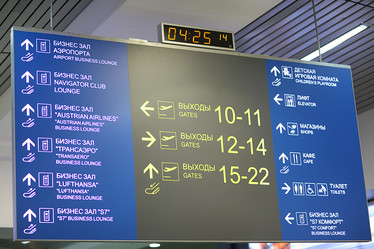 04:25 14
БИЗНЕС ЗАЛ
АЭРОПОРТА
AIRPORT BUSINESS LOUNGE
БИЗНЕС ЗАЛ
NAVIGATOR CLUB
LOUNGE
БИЗНЕС ЗАЛ
"AUSTRIAN AIRLINES"
"AUSTRIAN AIRLINES"
BUSINESS LOUNGE
БИЗНЕС ЗАЛ
"ТРАНСАЭРО"
"TRANSAERO"
BUSINESS LOUNGE
БИЗНЕС ЗАЛ
"LUFTHANSA"
"LUFTHANSA"
BUSINESS LOUNGE
БИЗНЕС ЗАЛ "S7"
"S7" BUSINESS LOUNGE
ВЫХОДЫ
GATES
10-11
ВЫХОДЫ
GATES
12-14
ВЫХОДЫ
GATES
15-22
ДЕТСКАЯ
ИГРОВАЯ КОМНАТА
CHILDREN'S PLAYROOM
ЛИФТ
ELEVATOR
МАГАЗИНЫ
SHOPS
КАФЕ
CAFE
ТУАЛЕТ
TOILETS
БИЗНЕС ЗАЛ
"S7 КОМФОРТ"
"S7 COMFORT"
BUSINESS LOUNGE